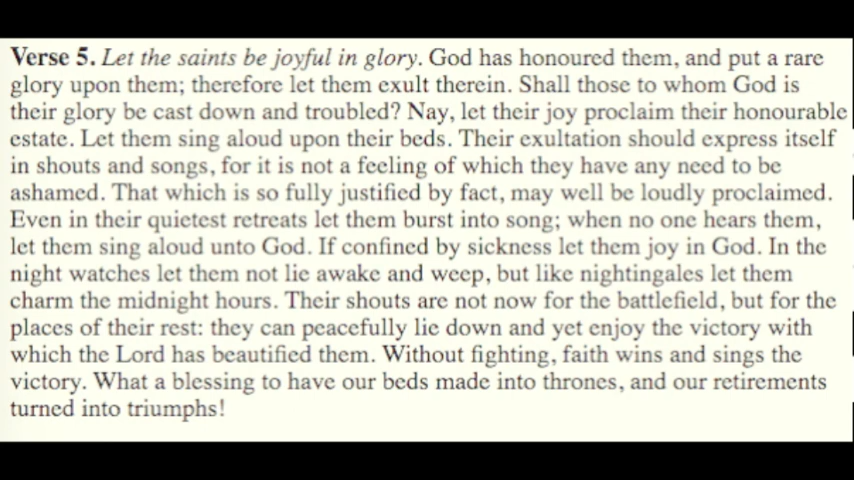 Verse 5. Let the saints be joyful in glory. God has honoured them, and put a rare
glory upon them; therefore let them exult therein. Shall those to whom God is
their glory be cast down and troubled? Nay, let their joy proclaim their honourable
estate. Let them sing aloud upon their beds. Their exultation should express itself
in shouts and songs, for it is not a feeling of which they have any need to be
ashamed. That which is so fully justified by fact, may well be loudly proclaimed.
Even in their quietest retreats let them burst into song; when no one hears them,
let them sing aloud unto God. If confined by sickness let them joy in God. In the
night watches let them not lie awake and weep, but like nightingales let them
charm the midnight hours. Their shouts are not now for the battlefield, but for the
places of their rest: they can peacefully lie down and yet enjoy the victory with
which the Lord has beautified them. Without fighting, faith wins and sings the
victory. What a blessing to have our beds made into thrones, and our retirements
turned into triumphs!